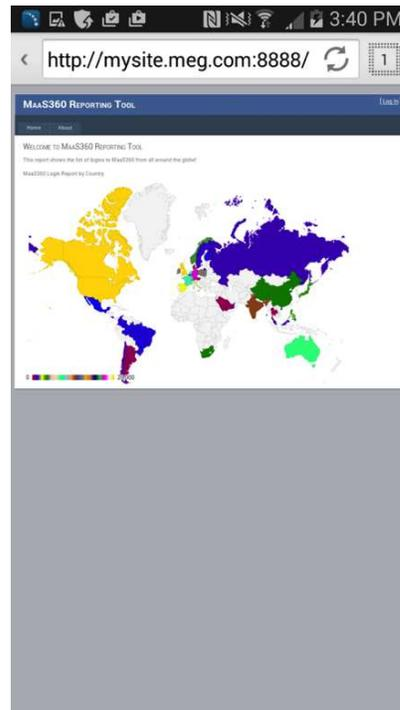 3:40 PM
http://mysite.meg.com:8888/
1
MAAS360 REPORTING TOOL
[ Log In
Home About
WELCOME TO MAAS360 REPORTING TOOL
This report shows the list of logins to MaaS360 from all around the globe!
MaaS360 Login Report by Country
0